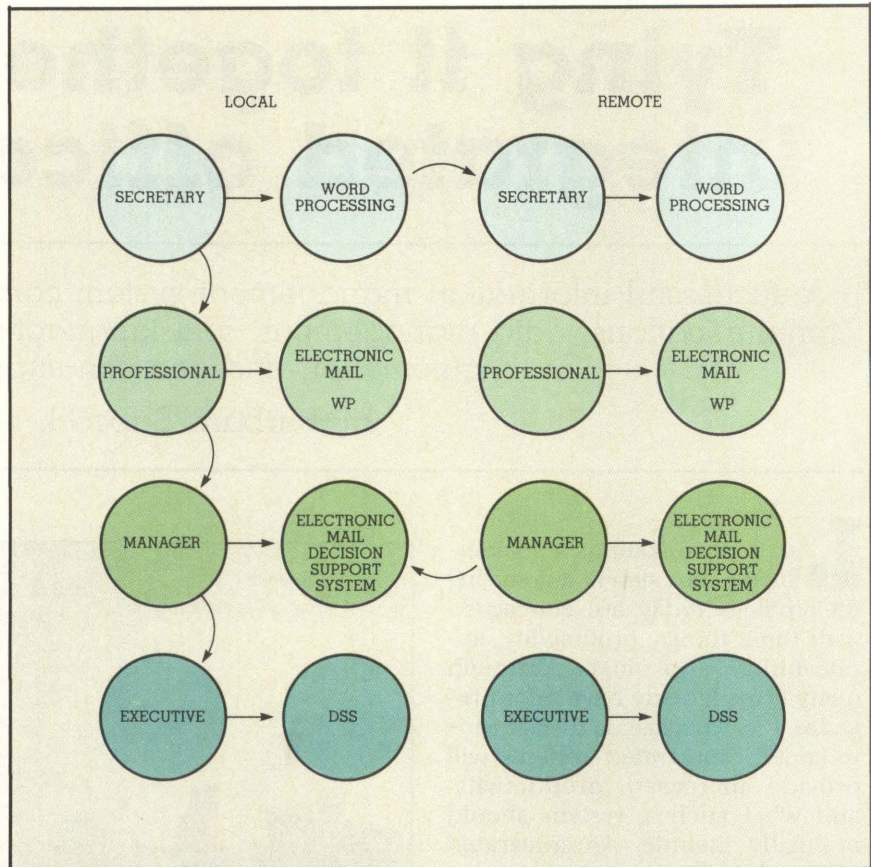 LOCAL
REMOTE
SECRETARY
WORD
PROCESSING
SECRETARY
WORD
PROCESSING
PROFESSIONAL
ELECTRONIC
MAIL
WP
PROFESSIONAL
ELECTRONIC
MAIL
WP
MANAGER
ELECTRONIC
MAIL
DECISION
SUPPORT
SYSTEM
MANAGER
ELECTRONIC
MAIL
DECISION
SUPPORT
SYSTEM
EXECUTIVE
DSS
EXECUTIVE
DSS